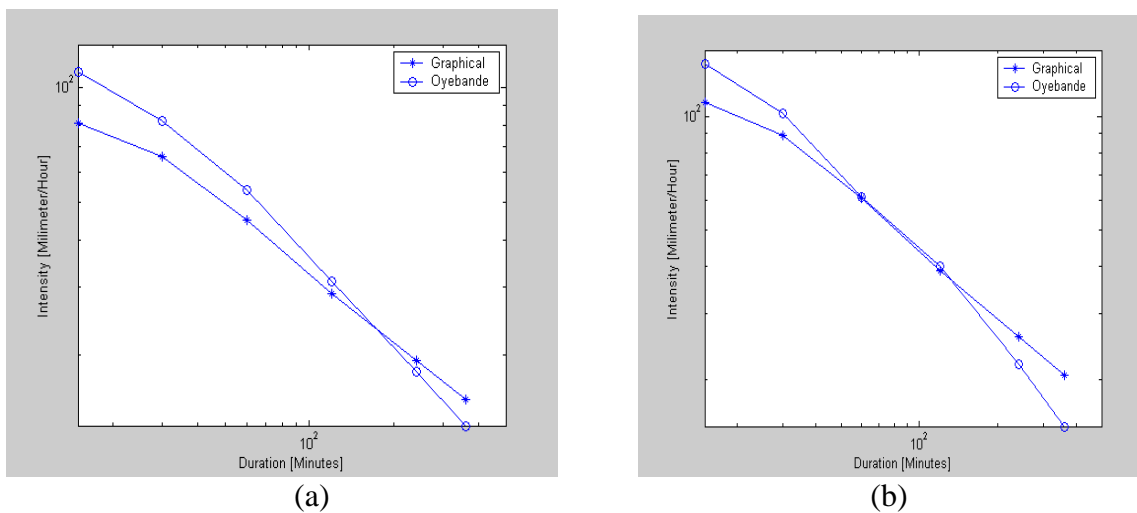 Graphical
Oyebande
10²
Intensity [Milimeter/Hour]
10²
Duration [Minutes]
(a)
Graphical
Oyebande
10²
Intensity [Milimeter/Hour]
10²
Duration [Minutes]
(b)